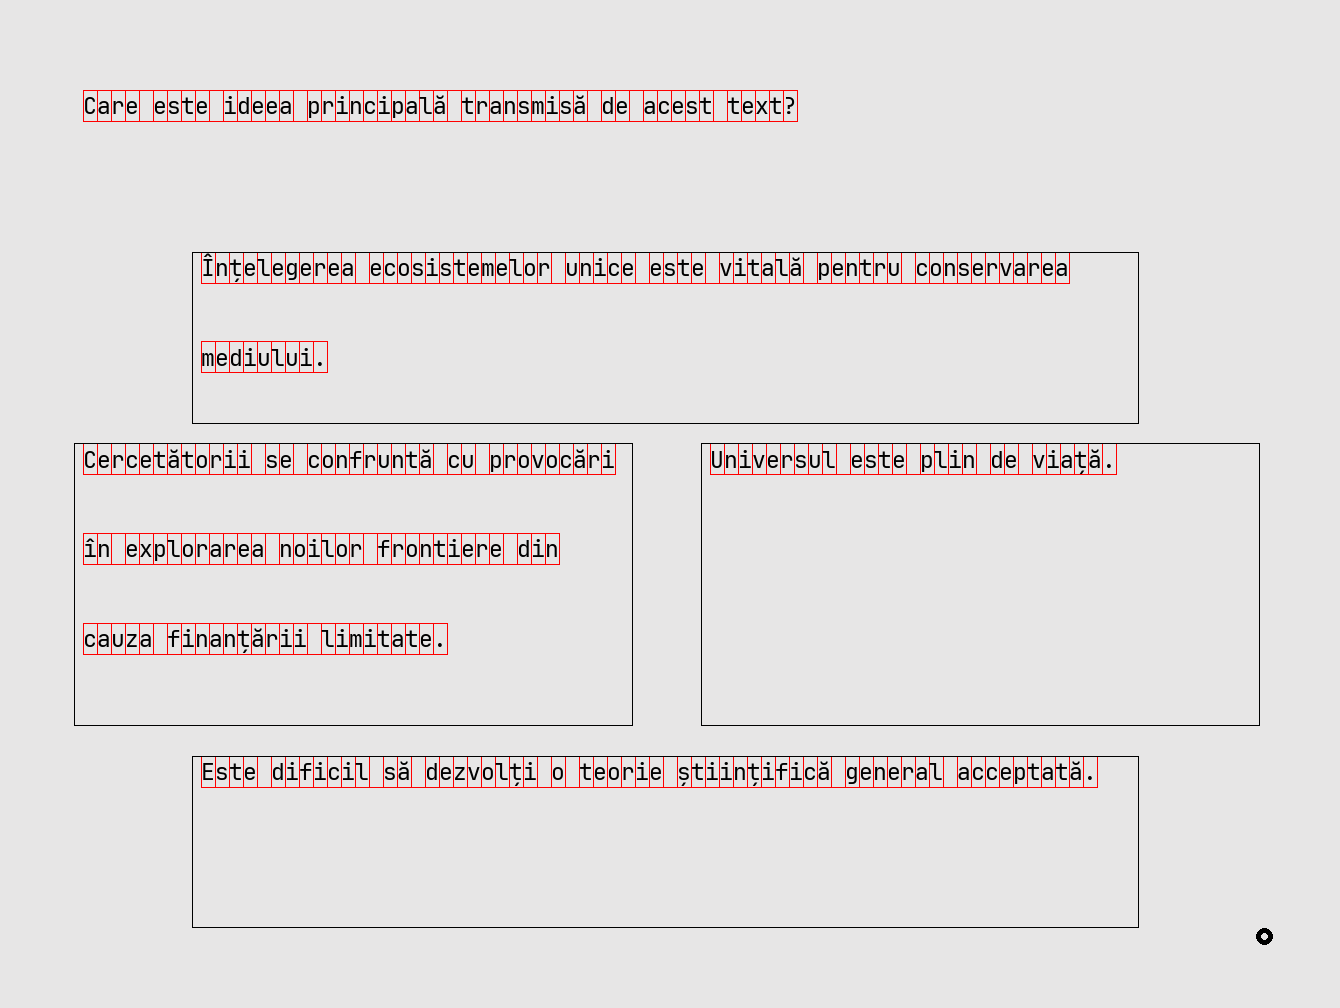 Care este ideea principală transmisă de acest text?
Înțelegerea ecosistemelor unice este vitală pentru conservarea
mediului.
Cercetătorii se confruntă cu provocări
în explorarea noilor frontiere din
cauza finanțării limitate.
Universul este plin de viață.
Este dificil să dezvolți o teorie științifică general acceptată.